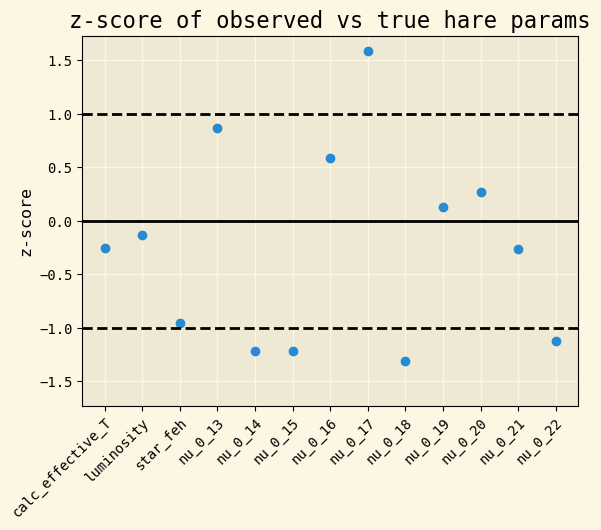 z-score of observed vs true hare params
z-score
1.5
1.0
0.5
0.0
−0.5
−1.0
−1.5
calc_effective_T
luminosity
star_feh
nu_0_13
nu_0_14
nu_0_15
nu_0_16
nu_0_17
nu_0_18
nu_0_19
nu_0_20
nu_0_21
nu_0_22